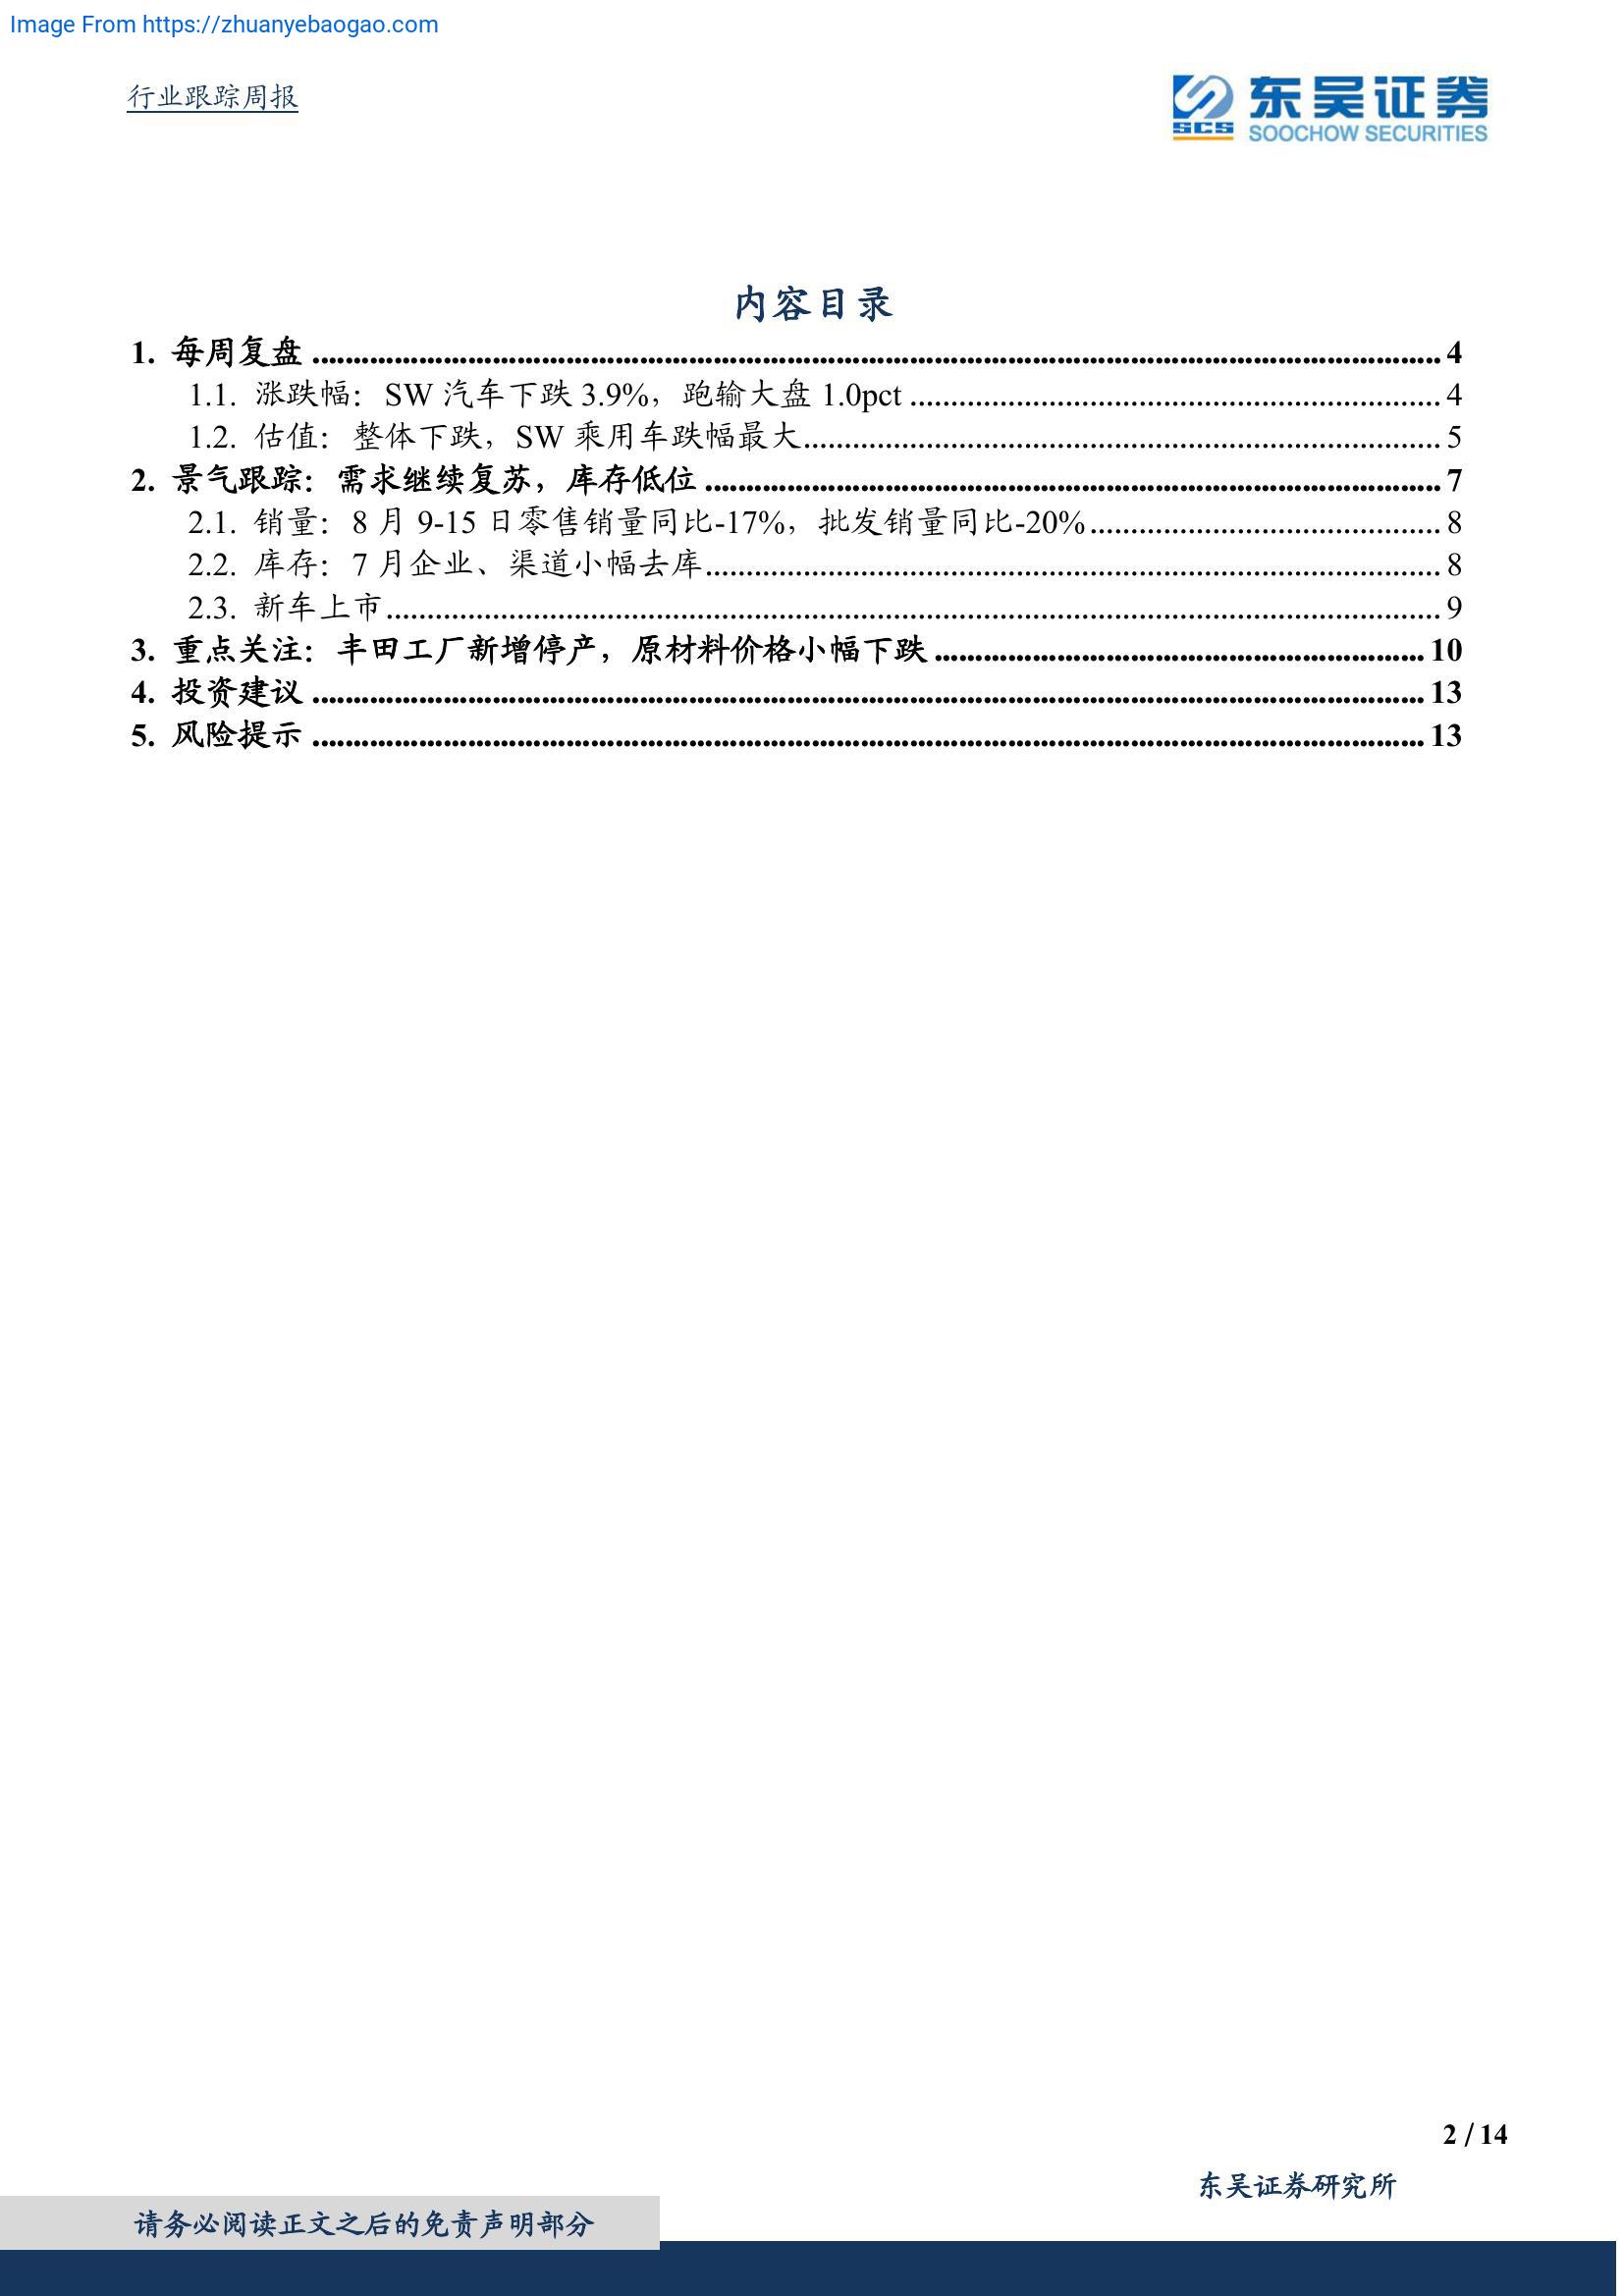 Image From https://zhuanyebaogao.com
行业跟踪周报
SCS 东吴证券
SOOCHOW SECURITIES
内容目录
1. 每周复盘 ........ 4
1.1. 涨跌幅：SW 汽车下跌 3.9%，跑输大盘 1.0pct ........ 4
1.2. 估值：整体下跌，SW 乘用车跌幅最大 ........ 5
2. 景气跟踪：需求继续复苏，库存低位 ........ 7
2.1. 销量：8 月 9-15 日零售销量同比-17%，批发销量同比-20% ........ 8
2.2. 库存：7 月企业、渠道小幅去库 ........ 8
2.3. 新车上市 ........ 9
3. 重点关注：丰田工厂新增停产，原材料价格小幅下跌 ........ 10
4. 投资建议 ........ 13
5. 风险提示 ........ 13
2 / 14
东吴证券研究所
请务必阅读正文之后的免责声明部分